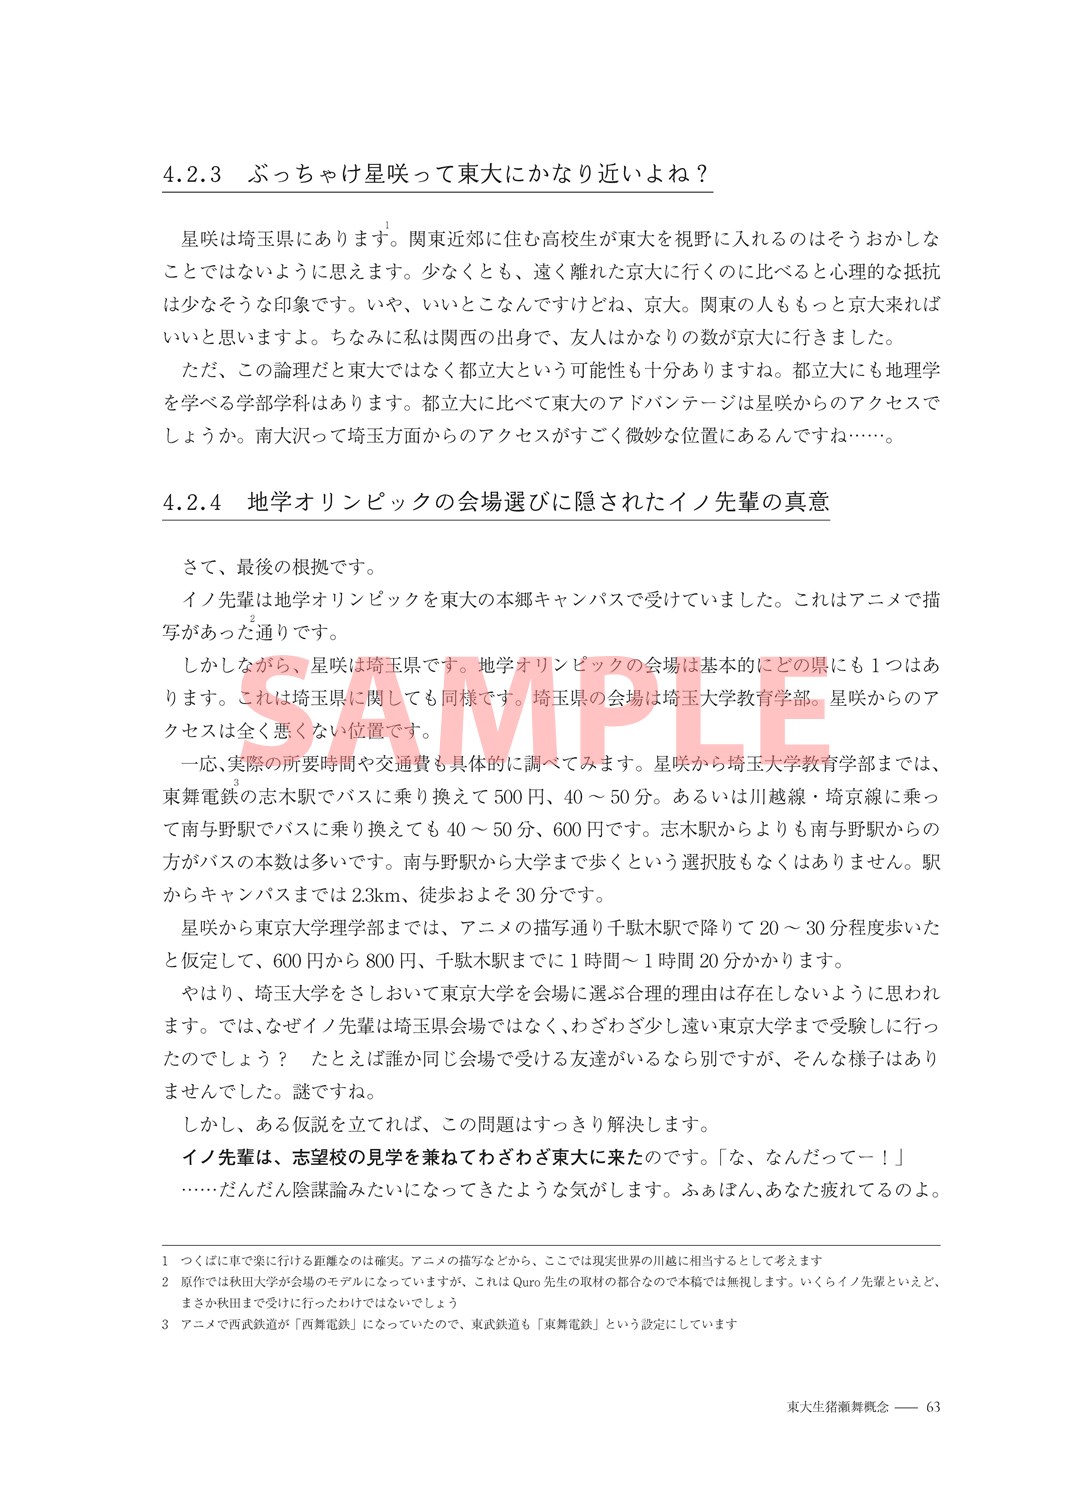 4.2.3　ぶっちゃけ星咲って東大にかなり近いよね？
星咲は埼玉県にあります1。関東近郊に住む高校生が東大を視野に入れるのはそうおかしな
ことではないように思えます。少なくとも、遠く離れた京大に行くのに比べると心理的な抵抗
は少なそうな印象です。いや、いいとこなんですけどね、京大。関東の人ももっと京大来れば
いいと思いますよ。ちなみに私は関西の出身で、友人はかなりの数が京大に行きました。
ただ、この論理だと東大ではなく都立大という可能性も十分ありますね。都立大にも地理学
を学べる学部学科はあります。都立大に比べて東大のアドバンテージは星咲からのアクセスで
しょうか。南大沢って埼玉方面からのアクセスがすごく微妙な位置にあるんですね……。
4.2.4　地学オリンピックの会場選びに隠されたイノ先輩の真意
さて、最後の根拠です。
イノ先輩は地学オリンピックを東大の本郷キャンパスで受けていました。これはアニメで描
写があった2通りです。
しかしながら、星咲は埼玉県です。地学オリンピックの会場は基本的にどの県にも1つはあ
ります。これは埼玉県に関しても同様です。埼玉県の会場は埼玉大学教育学部。星咲からのア
クセスは全く悪くない位置です。
一応、実際の所要時間や交通費も具体的に調べてみます。星咲から埼玉大学教育学部までは、
東舞電鉄3の志木駅でバスに乗り換えて500円、40～50分。あるいは川越線・埼京線に乗っ
て南与野駅でバスに乗り換えても40～50分、600円です。志木駅からよりも南与野駅からの
方がバスの本数は多いです。南与野駅から大学まで歩くという選択肢もなくはありません。駅
からキャンパスまでは2.3km、徒歩およそ30分です。
星咲から東京大学理学部までは、アニメの描写通り千駄木駅で降りて20～30分程度歩いた
と仮定して、600円から800円、千駄木駅までに1時間～1時間20分かかります。
やはり、埼玉大学をさしおいて東京大学を会場に選ぶ合理的理由は存在しないように思われ
ます。では、なぜイノ先輩は埼玉県会場ではなく、わざわざ少し遠い東京大学まで受験しに行っ
たのでしょう？　たとえば誰か同じ会場で受ける友達がいるなら別ですが、そんな様子はあり
ませんでした。謎ですね。
しかし、ある仮説を立てれば、この問題はすっきり解決します。
イノ先輩は、志望校の見学を兼ねてわざわざ東大に来たのです。「な、なんだってー！」
……だんだん陰謀論みたいになってきたような気がします。ふぁぼん、あなた疲れてるのよ。
SAMPLE
1　つくばに車で楽に行ける距離なのは確実。アニメの描写などから、ここでは現実世界の川越に相当するとして考えます
2　原作では秋田大学が会場のモデルになっていますが、これはQuro先生の取材の都合なので本稿では無視します。いくらイノ先輩といえど、
まさか秋田まで受けに行ったわけではないでしょう
3　アニメで西武鉄道が「西舞電鉄」になっていたので、東武鉄道も「東舞電鉄」という設定にしています
東大生猪瀬舞概念 ── 63